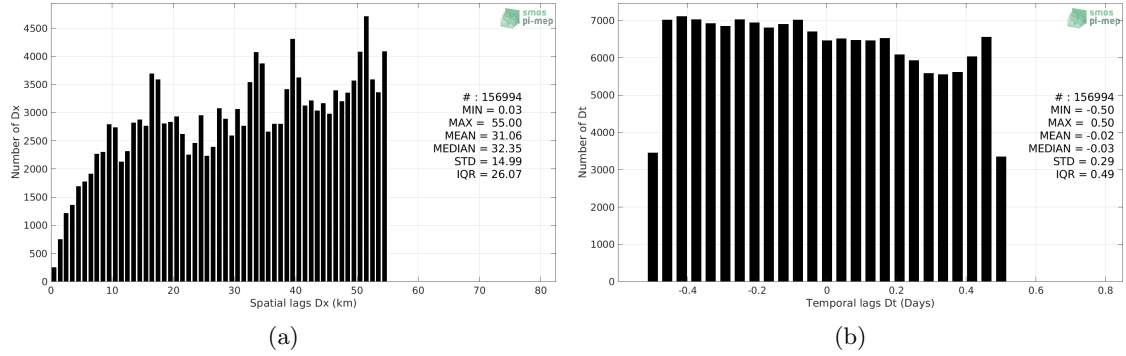 smos
pi-mep
4500
4000
3500
3000
2500
2000
1500
1000
500
0
Number of Dx
# : 156994
MIN = 0.03
MAX = 55.00
MEAN = 31.06
MEDIAN = 32.35
STD = 14.99
IQR = 26.07
0 10 20 30 40 50 60 70 80
Spatial lags Dx (km)
(a)
smos
pi-mep
7000
6000
5000
4000
3000
2000
1000
0
Number of Dt
# : 156994
MIN = -0.50
MAX = 0.50
MEAN = -0.02
MEDIAN = -0.03
STD = 0.29
IQR = 0.49
-0.4 -0.2 0 0.2 0.4 0.6 0.8
Temporal lags Dt (Days)
(b)